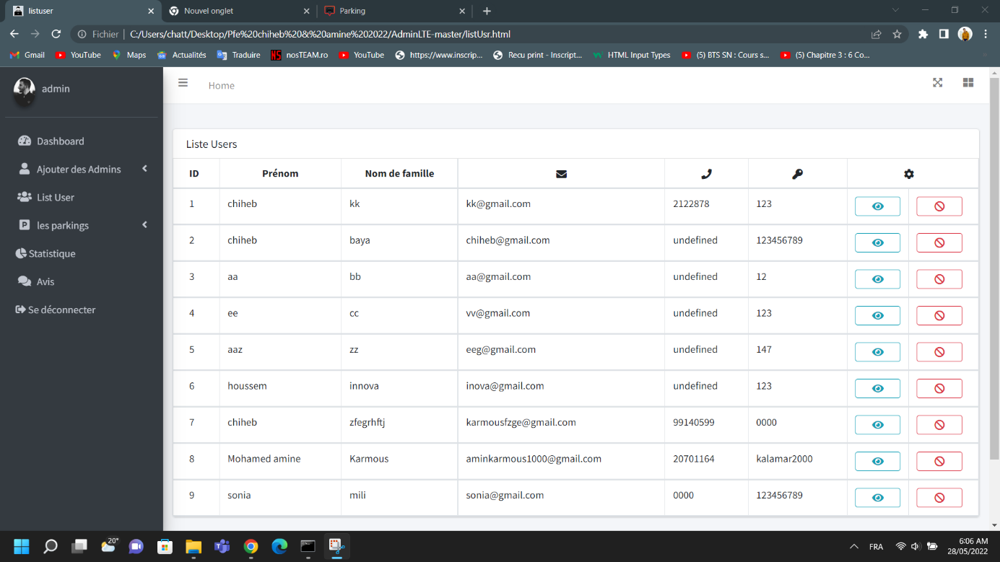 listuser
Nouvel onglet
Parking
Fichier
C:/Users/chatt/Desktop/Pfe%20chiheb%20&%20amine%202022/AdminLTE-master/listUsr.html
Gmail YouTube Maps Actualités Traduire nosTEAM.ro YouTube https://www.inscrip... Recu print - Inscript... HTML Input Types (5) BTS SN : Cours s... (5) Chapitre 3 : 6 Co...
admin
Home
Dashboard
Ajouter des Admins
List User
les parkings
Statistique
Avis
Se déconnecter
Liste Users
ID Prénom Nom de famille
1 chiheb kk kk@gmail.com 2122878 123
2 chiheb baya chiheb@gmail.com undefined 123456789
3 aa bb aa@gmail.com undefined 12
4 ee cc vv@gmail.com undefined 123
5 aaz zz eeg@gmail.com undefined 147
6 houssem innova inova@gmail.com undefined 123
7 chiheb zfegrhftj karmousfzge@gmail.com 99140599 0000
8 Mohamed amine Karmous aminkarmous1000@gmail.com 20701164 kalamar2000
9 sonia mili sonia@gmail.com 0000 123456789
20°
FRA
6:06 AM
28/05/2022